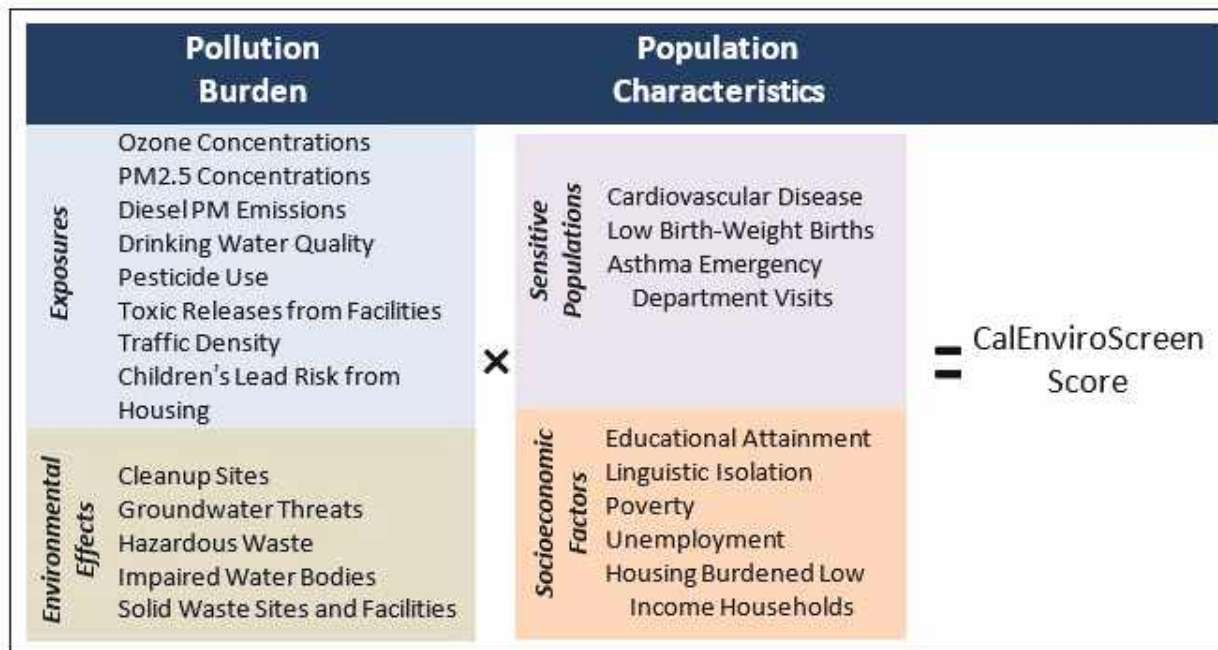 Pollution
Burden
Population
Characteristics
Exposures
Ozone Concentrations
PM2.5 Concentrations
Diesel PM Emissions
Drinking Water Quality
Pesticide Use
Toxic Releases from Facilities
Traffic Density
Children's Lead Risk from
Housing
Environmental
Effects
Cleanup Sites
Groundwater Threats
Hazardous Waste
Impaired Water Bodies
Solid Waste Sites and Facilities
×
Sensitive
Populations
Cardiovascular Disease
Low Birth-Weight Births
Asthma Emergency
Department Visits
Socioeconomic
Factors
Educational Attainment
Linguistic Isolation
Poverty
Unemployment
Housing Burdened Low
Income Households
=
CalEnviroScreen
Score